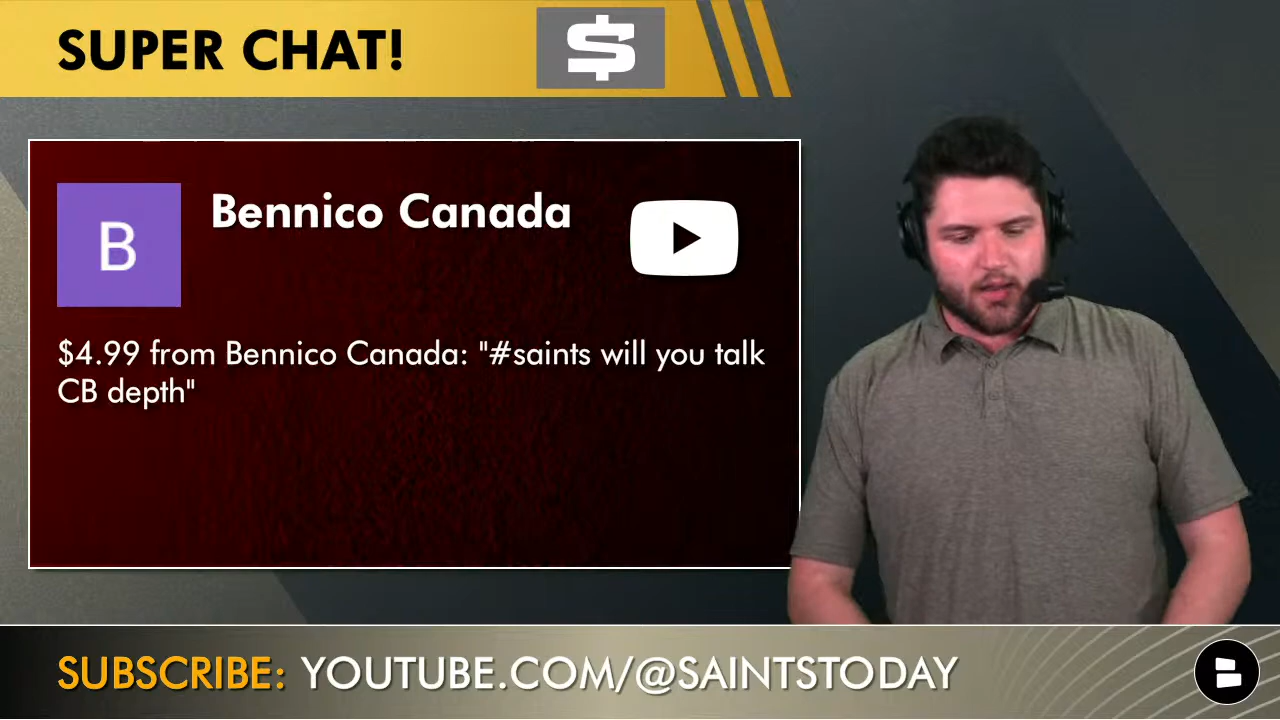 SUPER CHAT!
$
B
Bennico Canada
$4.99 from Bennico Canada: "#saints will you talk
CB depth"
SUBSCRIBE: YOUTUBE.COM/@SAINTSTODAY